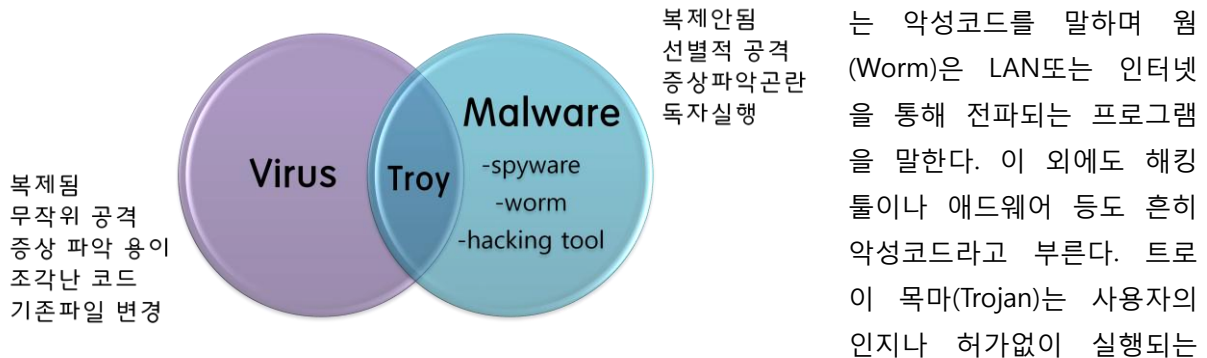 복제됨
무작위 공격
증상 파악 용이
조각난 코드
기존파일 변경
Virus
Troy
Malware
-spyware
-worm
-hacking tool
복제안됨
선별적 공격
증상파악곤란
독자실행
는 악성코드를 말하며 웜
(Worm)은 LAN또는 인터넷
을 통해 전파되는 프로그램
을 말한다. 이 외에도 해킹
툴이나 애드웨어 등도 흔히
악성코드라고 부른다. 트로
이 목마(Trojan)는 사용자의
인지나 허가없이 실행되는